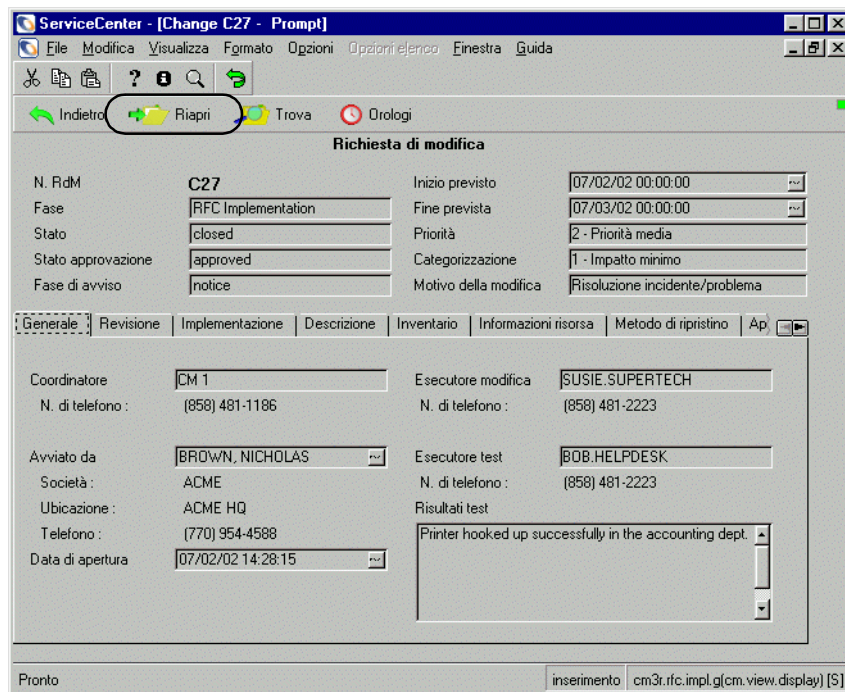 ServiceCenter - [Change C27 - Prompt]
File Modifica Visualizza Formato Opzioni Opzioni elenco Finestra Guida
Indietro Riapri Trova Orologi
Richiesta di modifica
N. RdM C27 Inizio previsto 07/02/02 00:00:00
Fase RFC Implementation Fine prevista 07/03/02 00:00:00
Stato closed Priorità 2 - Priorità media
Stato approvazione approved Categorizzazione 1 - Impatto minimo
Fase di avviso notice Motivo della modifica Risoluzione incidente/problema
Generale Revisione Implementazione Descrizione Inventario Informazioni risorsa Metodo di ripristino Ap
Coordinatore CM 1 Esecutore modifica SUSIE.SUPERTECH
N. di telefono : (858) 481-1186 N. di telefono : (858) 481-2223
Avviato da BROWN, NICHOLAS Esecutore test BOB.HELPDESK
Società : ACME N. di telefono : (858) 481-2223
Ubicazione : ACME HQ Risultati test
Telefono : (770) 954-4588 Printer hooked up successfully in the accounting dept.
Data di apertura 07/02/02 14:28:15
Pronto inserimento cm3r.rfc.impl.g(cm.view.display) [S]